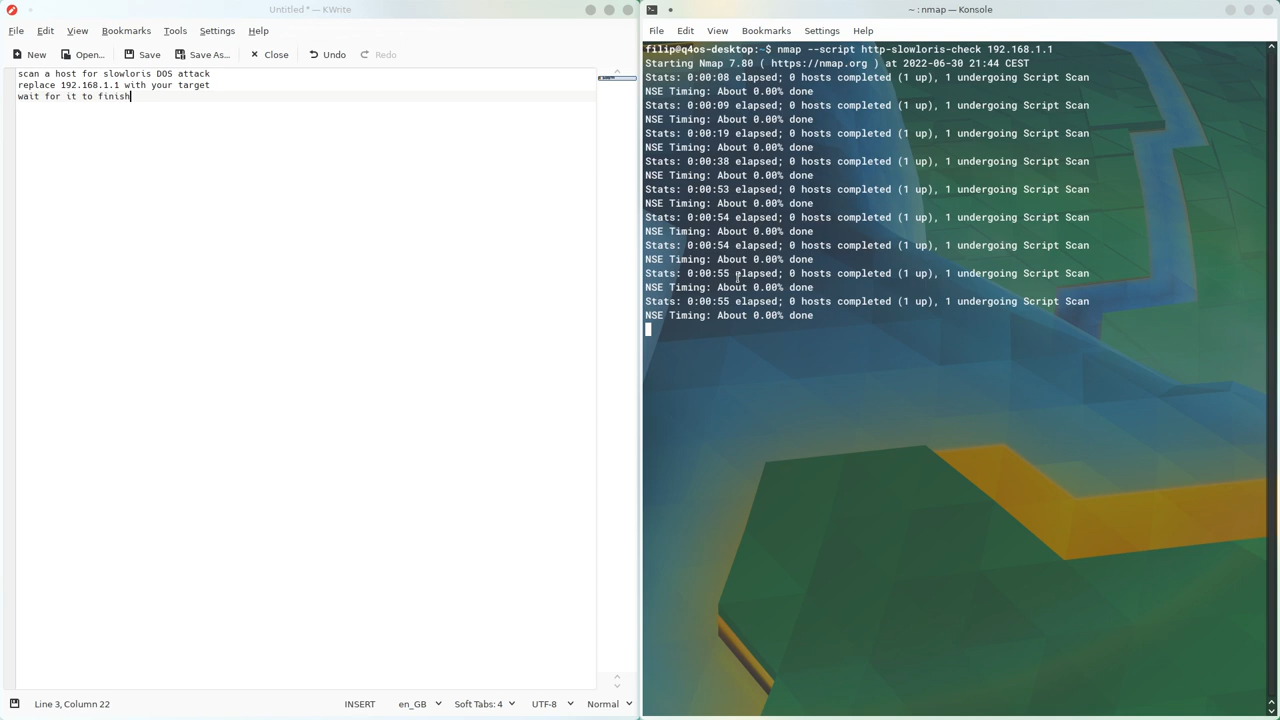 Untitled * — KWrite
File Edit View Bookmarks Tools Settings Help
New Open... Save Save As... Close Undo Redo
scan a host for slowloris DOS attack
replace 192.168.1.1 with your target
wait for it to finish
Line 3, Column 22 INSERT en_GB Soft Tabs: 4 UTF-8 Normal
~ : nmap — Konsole
File Edit View Bookmarks Settings Help
filip@q4os-desktop:~$ nmap --script http-slowloris-check 192.168.1.1
Starting Nmap 7.80 ( https://nmap.org ) at 2022-06-30 21:44 CEST
Stats: 0:00:08 elapsed; 0 hosts completed (1 up), 1 undergoing Script Scan
NSE Timing: About 0.00% done
Stats: 0:00:09 elapsed; 0 hosts completed (1 up), 1 undergoing Script Scan
NSE Timing: About 0.00% done
Stats: 0:00:19 elapsed; 0 hosts completed (1 up), 1 undergoing Script Scan
NSE Timing: About 0.00% done
Stats: 0:00:38 elapsed; 0 hosts completed (1 up), 1 undergoing Script Scan
NSE Timing: About 0.00% done
Stats: 0:00:53 elapsed; 0 hosts completed (1 up), 1 undergoing Script Scan
NSE Timing: About 0.00% done
Stats: 0:00:54 elapsed; 0 hosts completed (1 up), 1 undergoing Script Scan
NSE Timing: About 0.00% done
Stats: 0:00:54 elapsed; 0 hosts completed (1 up), 1 undergoing Script Scan
NSE Timing: About 0.00% done
Stats: 0:00:55 elapsed; 0 hosts completed (1 up), 1 undergoing Script Scan
NSE Timing: About 0.00% done
Stats: 0:00:55 elapsed; 0 hosts completed (1 up), 1 undergoing Script Scan
NSE Timing: About 0.00% done